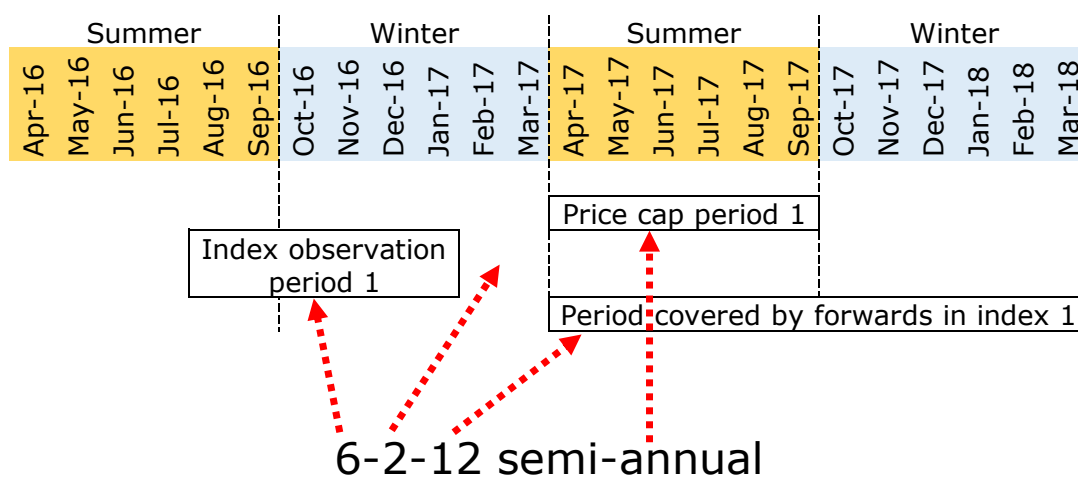 Summer Winter Summer Winter
Apr-16 May-16 Jun-16 Jul-16 Aug-16 Sep-16 Oct-16 Nov-16 Dec-16 Jan-17 Feb-17 Mar-17 Apr-17 May-17 Jun-17 Jul-17 Aug-17 Sep-17 Oct-17 Nov-17 Dec-17 Jan-18 Feb-18 Mar-18
Price cap period 1
Index observation
period 1
Period covered by forwards in index 1
6-2-12 semi-annual